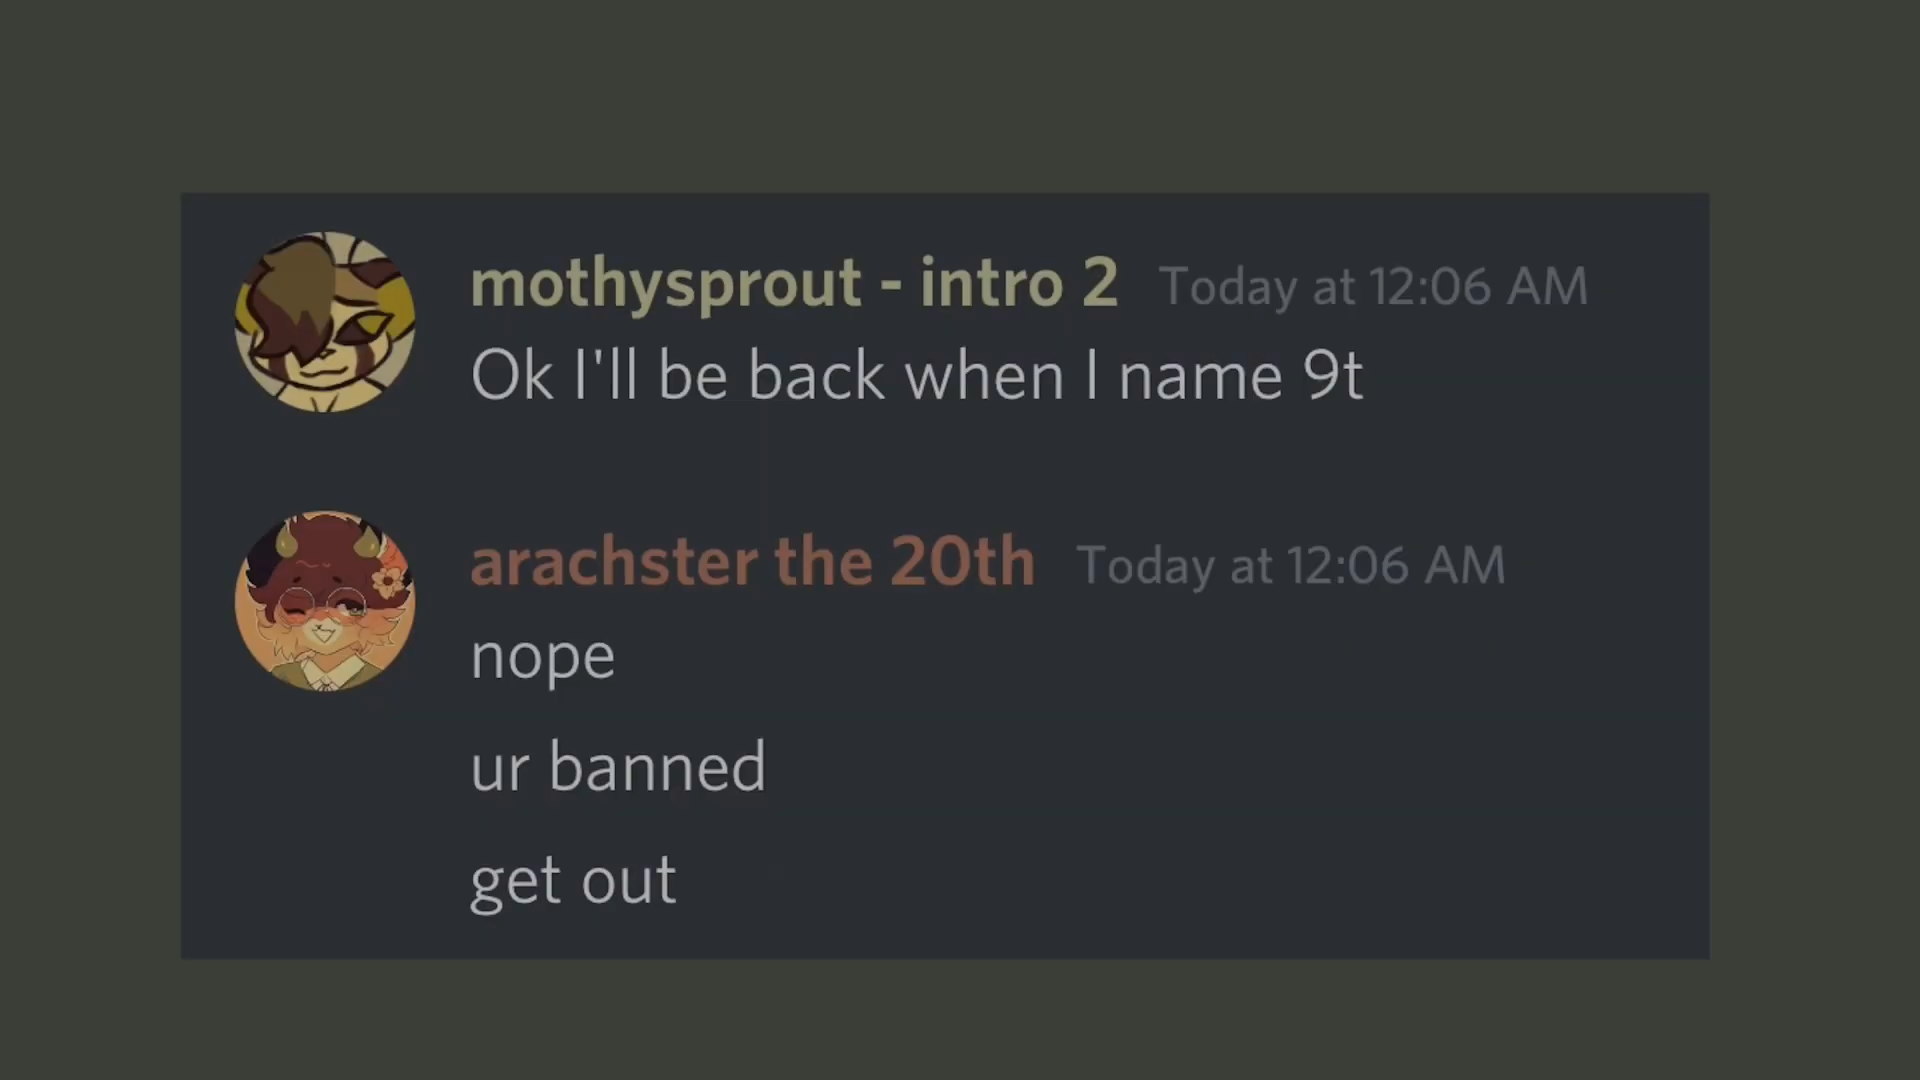 mothysprout - intro 2 Today at 12:06 AM
Ok I'll be back when I name 9t
arachster the 20th Today at 12:06 AM
nope
ur banned
get out